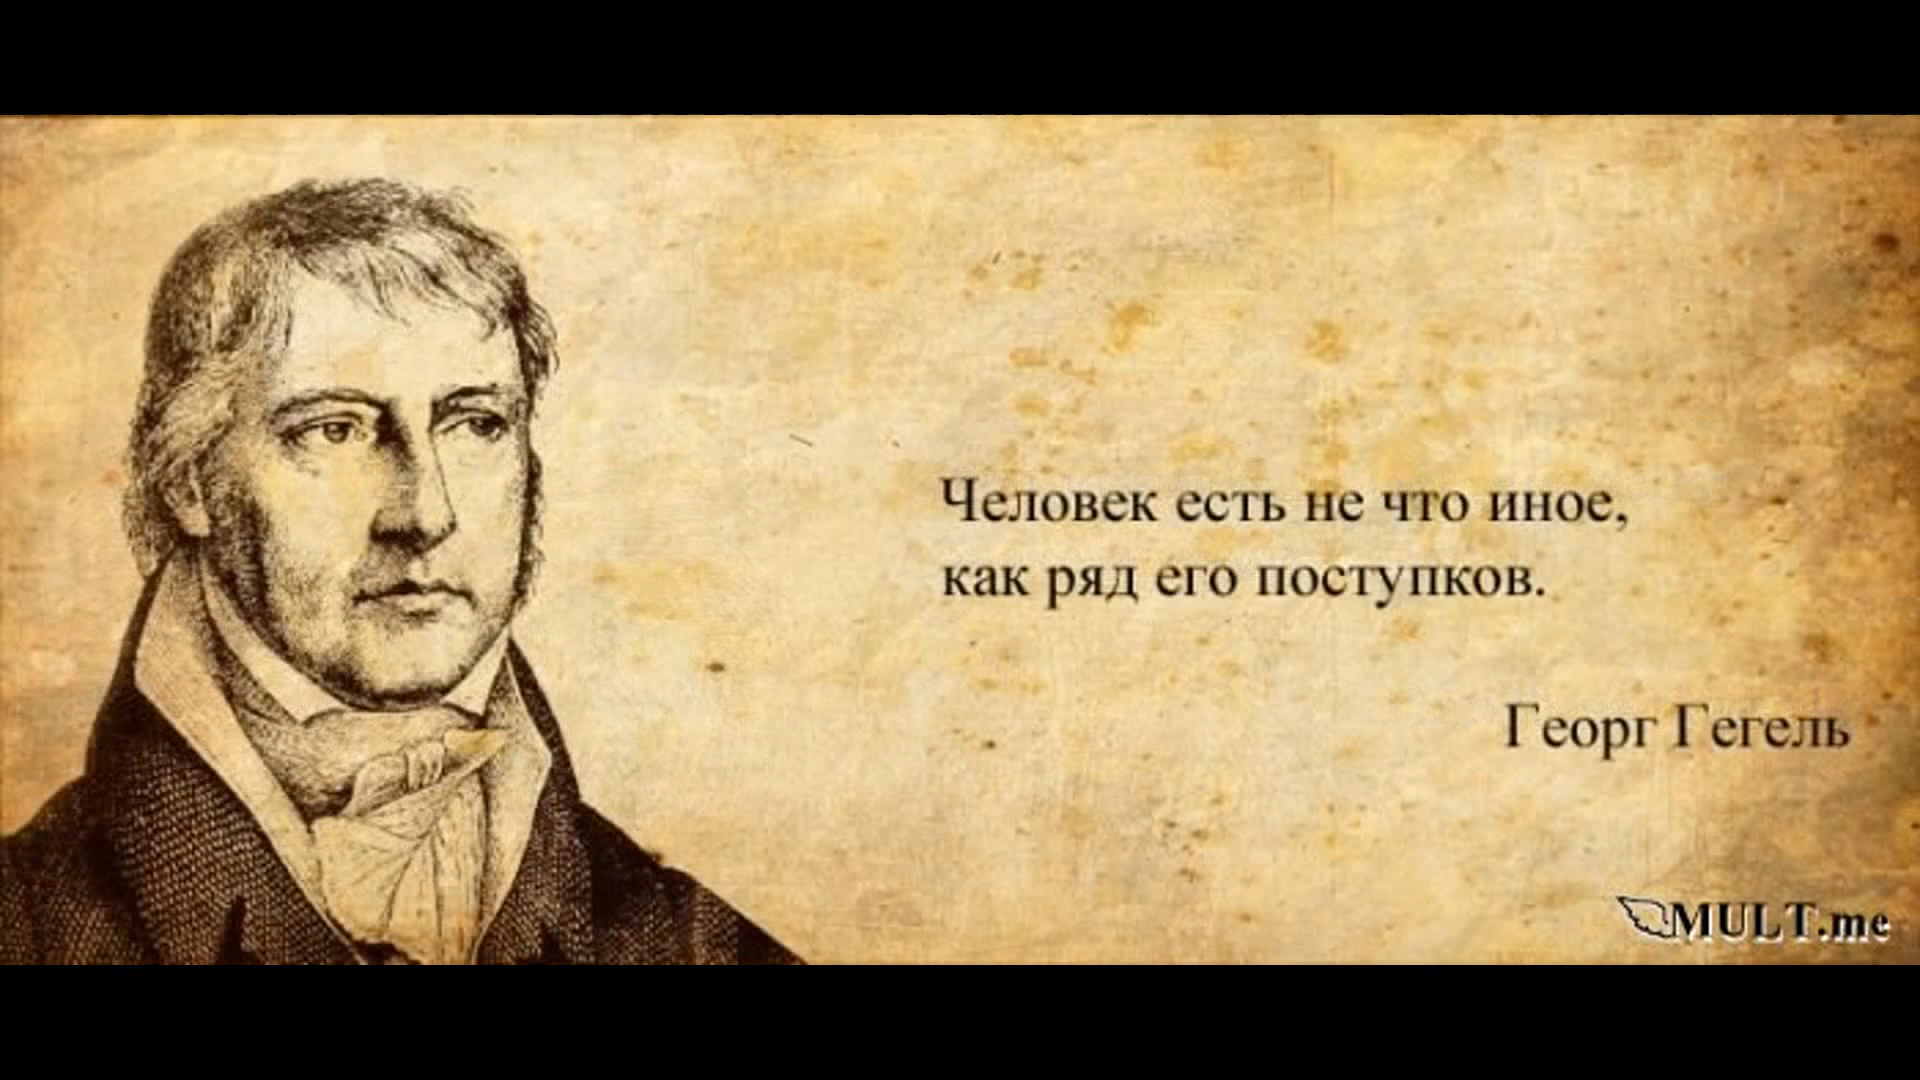 Человек есть не что иное,
как ряд его поступков.
Георг Гегель
MULT.me